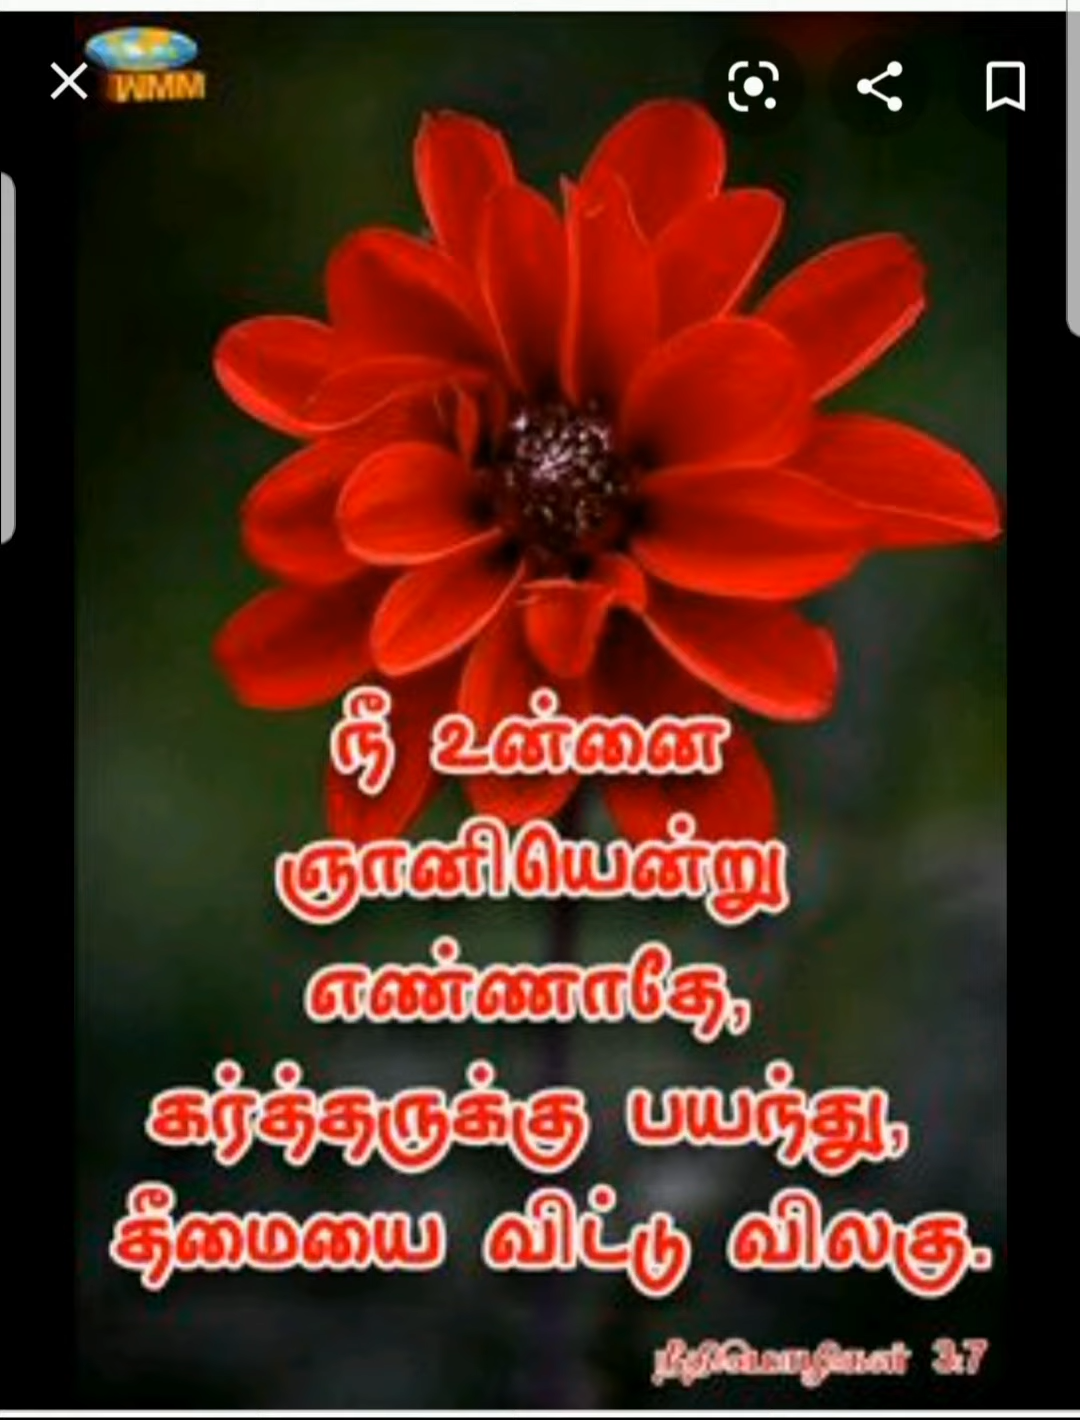 WMM
நீ உன்னை
ஞானியென்று
எண்ணாதே,
கர்த்தருக்கு பயந்து,
தீமையை விட்டு விலகு.
நீதிமொழிகள் 3:7